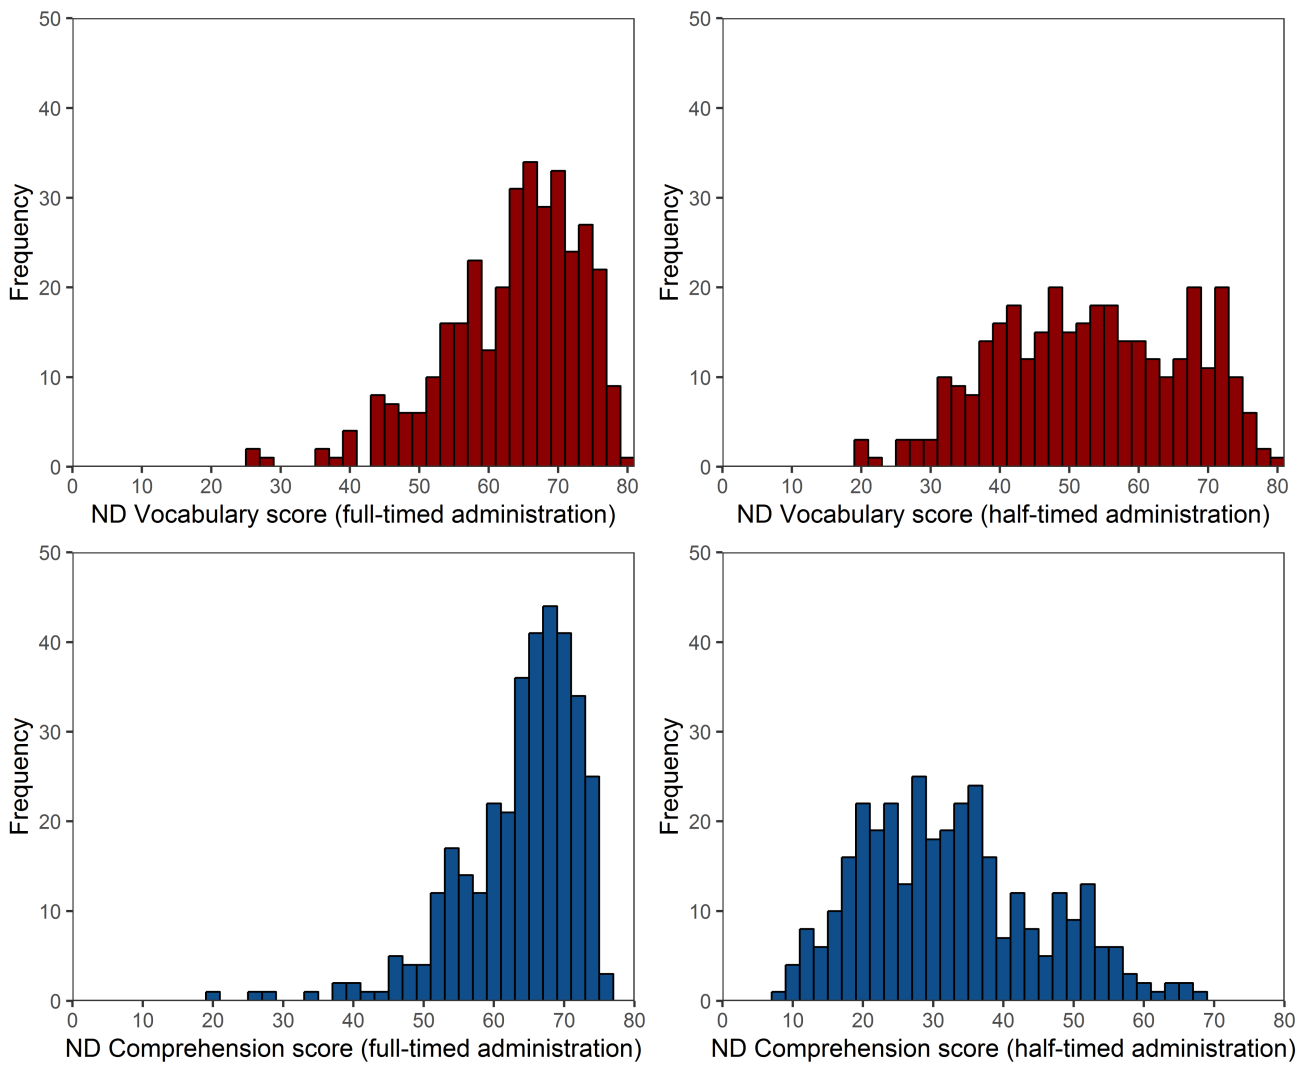 50
40
30
20
10
0
Frequency
0 10 20 30 40 50 60 70 80
ND Vocabulary score (full-timed administration)
50
40
30
20
10
0
Frequency
0 10 20 30 40 50 60 70 80
ND Vocabulary score (half-timed administration)
50
40
30
20
10
0
Frequency
0 10 20 30 40 50 60 70 80
ND Comprehension score (full-timed administration)
50
40
30
20
10
0
Frequency
0 10 20 30 40 50 60 70 80
ND Comprehension score (half-timed administration)